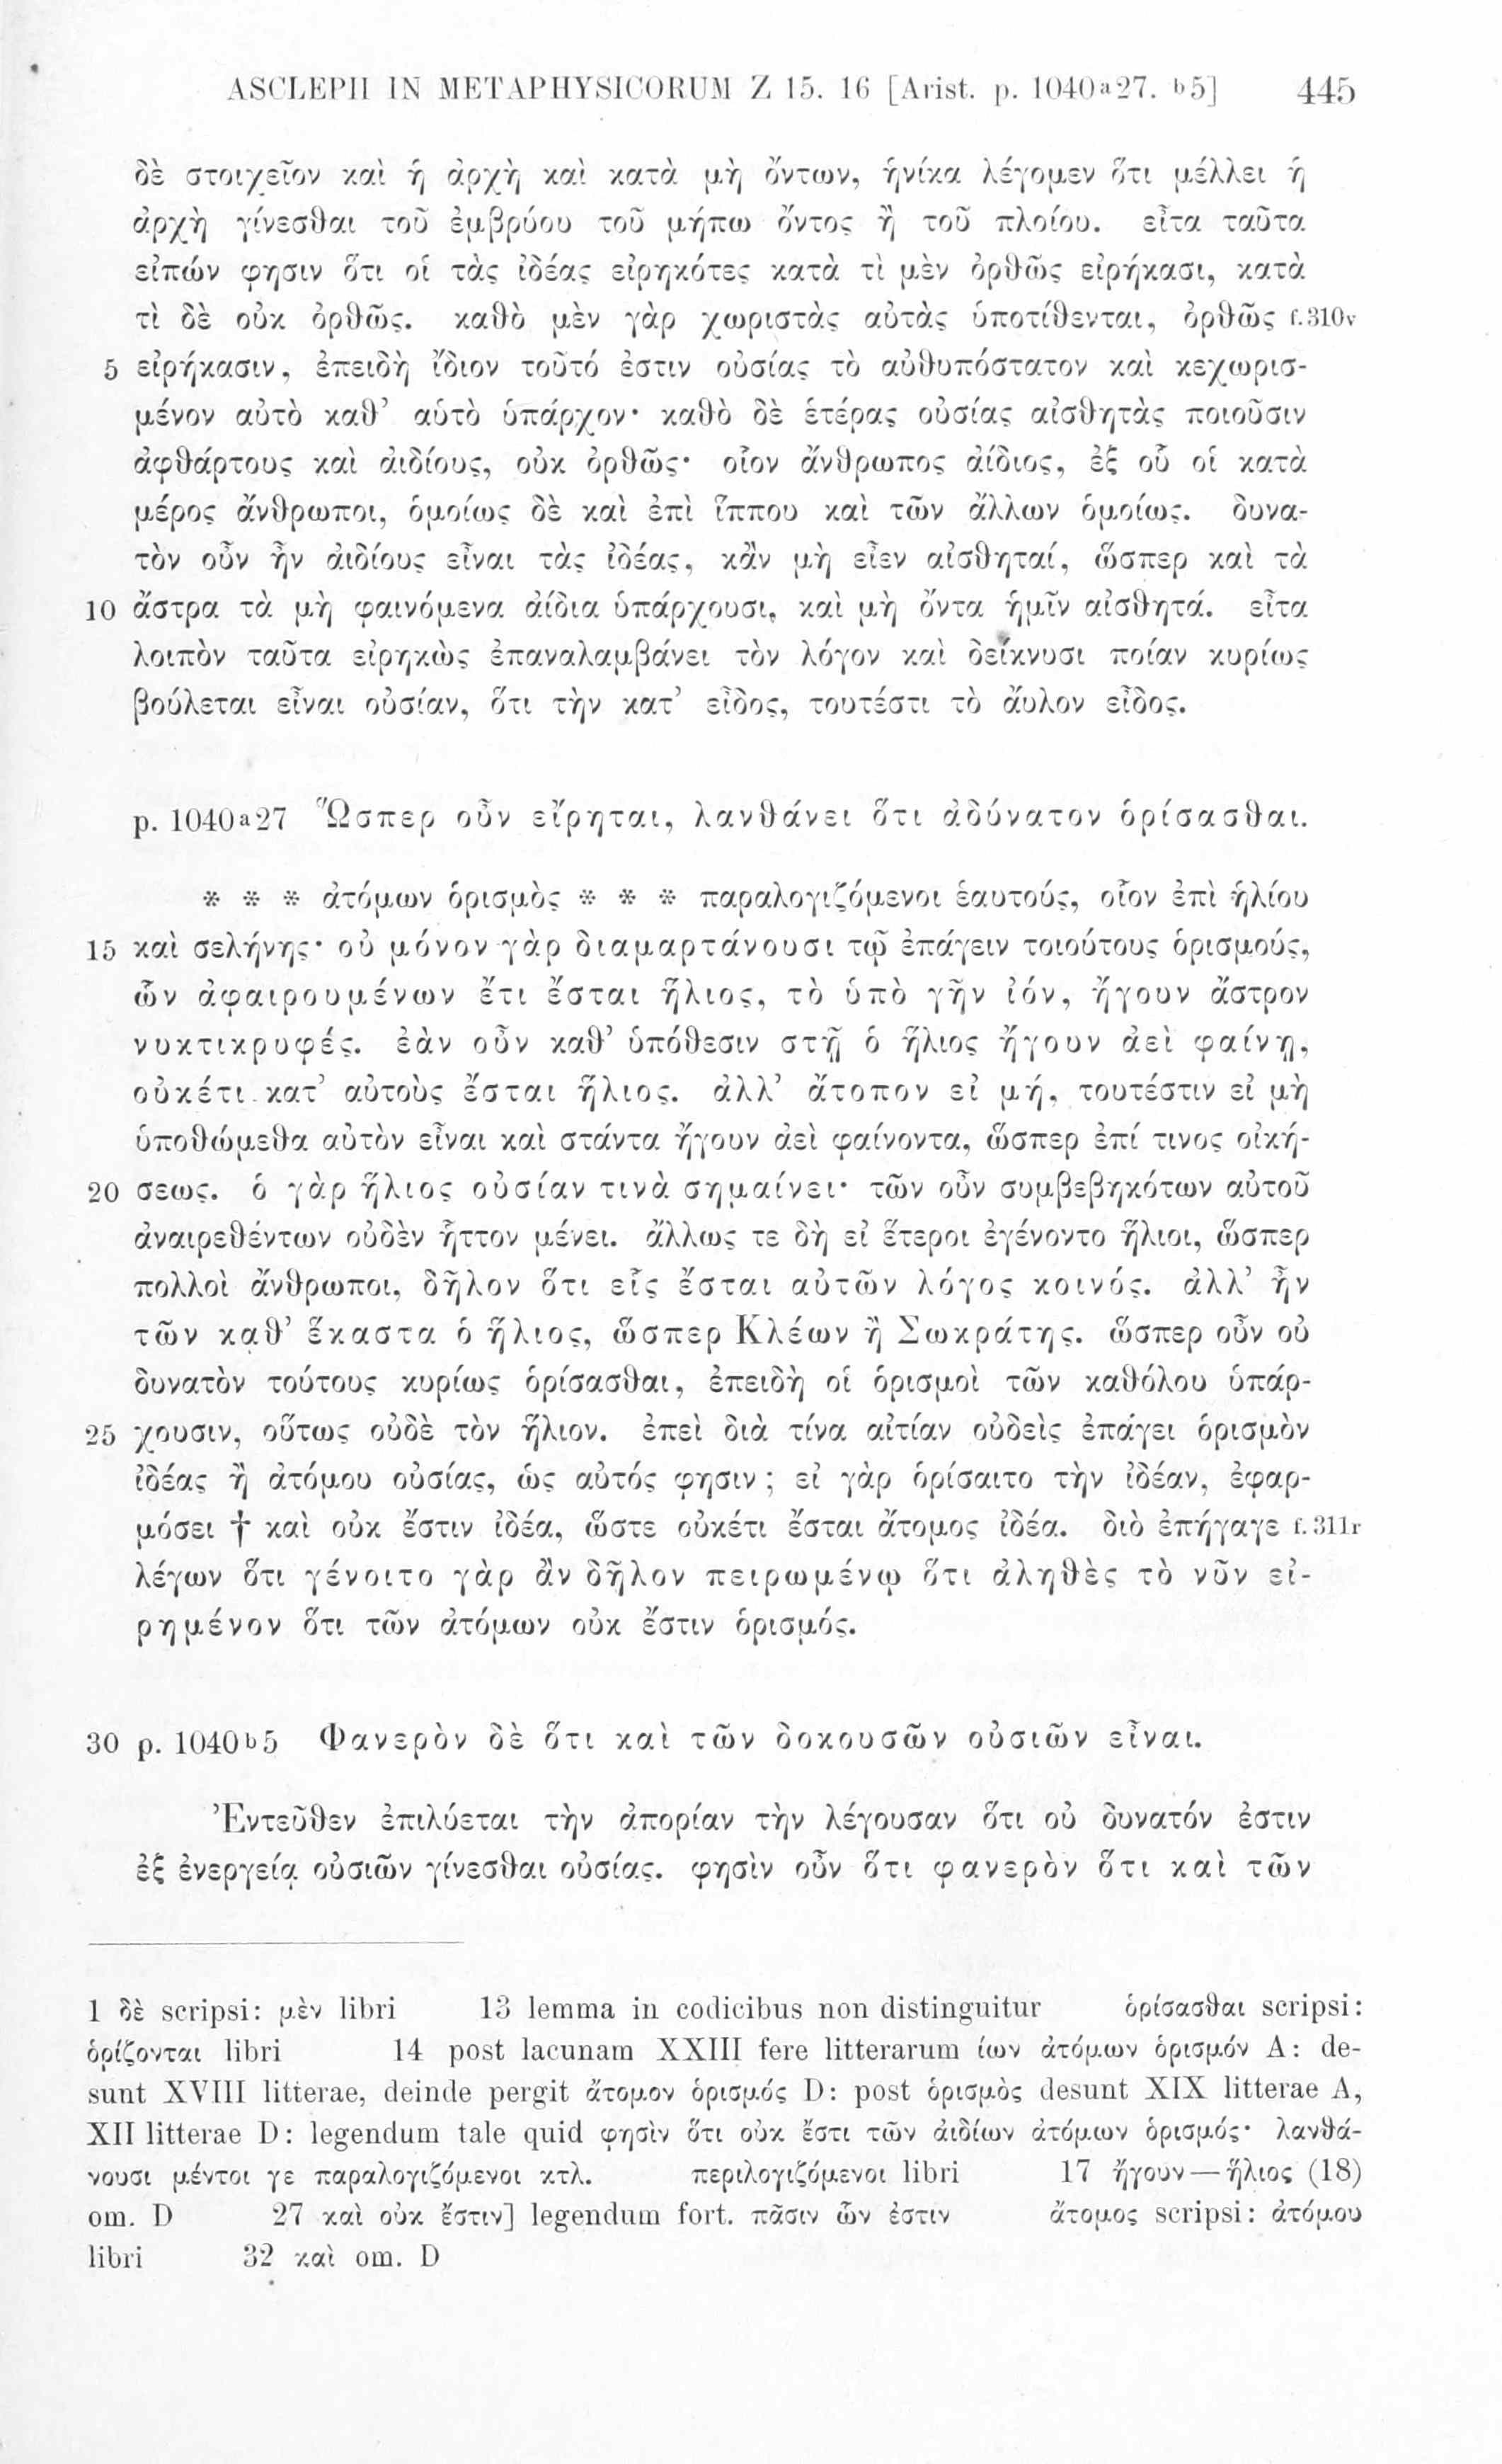 ASCLEPII IN METAPHYSICORUM Z 15. 16 [Arist. p. 1040a27. b5] 445
δὲ στοιχεῖον καὶ ἡ ἀρχὴ καὶ κατὰ μὴ ὄντων, ἡνίκα λέγομεν ὅτι μέλλει ἡ
ἀρχὴ γίνεσθαι τοῦ ἐμβρύου τοῦ μήπω ὄντος ἢ τοῦ πλοίου. εἶτα ταῦτα
εἰπών φησιν ὅτι οἱ τὰς ἰδέας εἰρηκότες κατὰ τὶ μὲν ὀρθῶς εἰρήκασι, κατὰ
τὶ δὲ οὐκ ὀρθῶς. καθὸ μὲν γὰρ χωριστὰς αὐτὰς ὑποτίθενται, ὀρθῶς f.310v
5 εἰρήκασιν, ἐπειδὴ ἴδιον τοῦτό ἐστιν οὐσίας τὸ αὐθυπόστατον καὶ κεχωρισ-
μένον αὐτὸ καθ’ αὑτὸ ὑπάρχον· καθὸ δὲ ἑτέρας οὐσίας αἰσθητὰς ποιοῦσιν
ἀφθάρτους καὶ ἀιδίους, οὐκ ὀρθῶς· οἷον ἄνθρωπος ἀίδιος, ἐξ οὗ οἱ κατὰ
μέρος ἄνθρωποι, ὁμοίως δὲ καὶ ἐπὶ ἵππου καὶ τῶν ἄλλων ὁμοίως. δυνα-
τὸν οὖν ἦν ἀιδίους εἶναι τὰς ἰδέας, κἂν μὴ εἶεν αἰσθηταί, ὥσπερ καὶ τὰ
10 ἄστρα τὰ μὴ φαινόμενα ἀίδια ὑπάρχουσι, καὶ μὴ ὄντα ἡμῖν αἰσθητά. εἶτα
λοιπὸν ταῦτα εἰρηκὼς ἐπαναλαμβάνει τὸν λόγον καὶ δείκνυσι ποίαν κυρίως
βούλεται εἶναι οὐσίαν, ὅτι τὴν κατ’ εἶδος, τουτέστι τὸ ἄυλον εἶδος.
p. 1040a27 Ὥσπερ οὖν εἴρηται, λανθάνει ὅτι ἀδύνατον ὁρίσασθαι.
* * * ἀτόμων ὁρισμὸς * * * παραλογιζόμενοι ἑαυτούς, οἷον ἐπὶ ἡλίου
15 καὶ σελήνης· οὐ μόνον γὰρ διαμαρτάνουσι τῷ ἐπάγειν τοιούτους ὁρισμούς,
ὧν ἀφαιρουμένων ἔτι ἔσται ἥλιος, τὸ ὑπὸ γῆν ἰόν, ἤγουν ἄστρον
νυκτικρυφές. ἐὰν οὖν καθ’ ὑπόθεσιν στῇ ὁ ἥλιος ἤγουν ἀεὶ φαίνῃ,
οὐκέτι κατ’ αὐτοὺς ἔσται ἥλιος. ἀλλ’ ἄτοπον εἰ μή, τουτέστιν εἰ μὴ
ὑποθώμεθα αὐτὸν εἶναι καὶ στάντα ἤγουν ἀεὶ φαίνοντα, ὥσπερ ἐπί τινος οἰκή-
20 σεως. ὁ γὰρ ἥλιος οὐσίαν τινὰ σημαίνει· τῶν οὖν συμβεβηκότων αὐτοῦ
ἀναιρεθέντων οὐδὲν ἧττον μένει. ἄλλως τε δὴ εἰ ἕτεροι ἐγένοντο ἥλιοι, ὥσπερ
πολλοὶ ἄνθρωποι, δῆλον ὅτι εἷς ἔσται αὐτῶν λόγος κοινός. ἀλλ’ ἦν
τῶν καθ’ ἕκαστα ὁ ἥλιος, ὥσπερ Κλέων ἢ Σωκράτης. ὥσπερ οὖν οὐ
δυνατὸν τούτους κυρίως ὁρίσασθαι, ἐπειδὴ οἱ ὁρισμοὶ τῶν καθόλου ὑπάρ-
25 χουσιν, οὕτως οὐδὲ τὸν ἥλιον. ἐπεὶ διὰ τίνα αἰτίαν οὐδεὶς ἐπάγει ὁρισμὸν
ἰδέας ἢ ἀτόμου οὐσίας, ὡς αὐτός φησιν; εἰ γὰρ ὁρίσαιτο τὴν ἰδέαν, ἐφαρ-
μόσει † καὶ οὐκ ἔστιν ἰδέα, ὥστε οὐκέτι ἔσται ἄτομος ἰδέα. διὸ ἐπήγαγε f.311r
λέγων ὅτι γένοιτο γὰρ ἂν δῆλον πειρωμένῳ ὅτι ἀληθὲς τὸ νῦν εἰ-
ρημένον ὅτι τῶν ἀτόμων οὐκ ἔστιν ὁρισμός.
30 p. 1040b5 Φανερὸν δὲ ὅτι καὶ τῶν δοκουσῶν οὐσιῶν εἶναι.
Ἐντεῦθεν ἐπιλύεται τὴν ἀπορίαν τὴν λέγουσαν ὅτι οὐ δυνατόν ἐστιν
ἐξ ἐνεργείᾳ οὐσιῶν γίνεσθαι οὐσίας. φησὶν οὖν ὅτι φανερὸν ὅτι καὶ τῶν
1 δὲ scripsi: μὲν libri 13 lemma in codicibus non distinguitur ὁρίσασθαι scripsi:
ὁρίζονται libri 14 post lacunam XXIII fere litterarum ίων ἀτόμων ὁρισμόν A: de-
sunt XVIII litterae, deinde pergit ἄτομον ὁρισμός D: post ὁρισμὸς desunt XIX litterae A,
XII litterae D: legendum tale quid φησὶν ὅτι οὐκ ἔστι τῶν ἀιδίων ἀτόμων ὁρισμός· λανθά-
νουσι μέντοι γε παραλογιζόμενοι κτλ. περιλογιζόμενοι libri 17 ἤγουν—ἥλιος (18)
om. D 27 καὶ οὐκ ἔστιν] legendum fort. πᾶσιν ὧν ἐστιν ἄτομος scripsi: ἀτόμου
libri 32 καὶ om. D